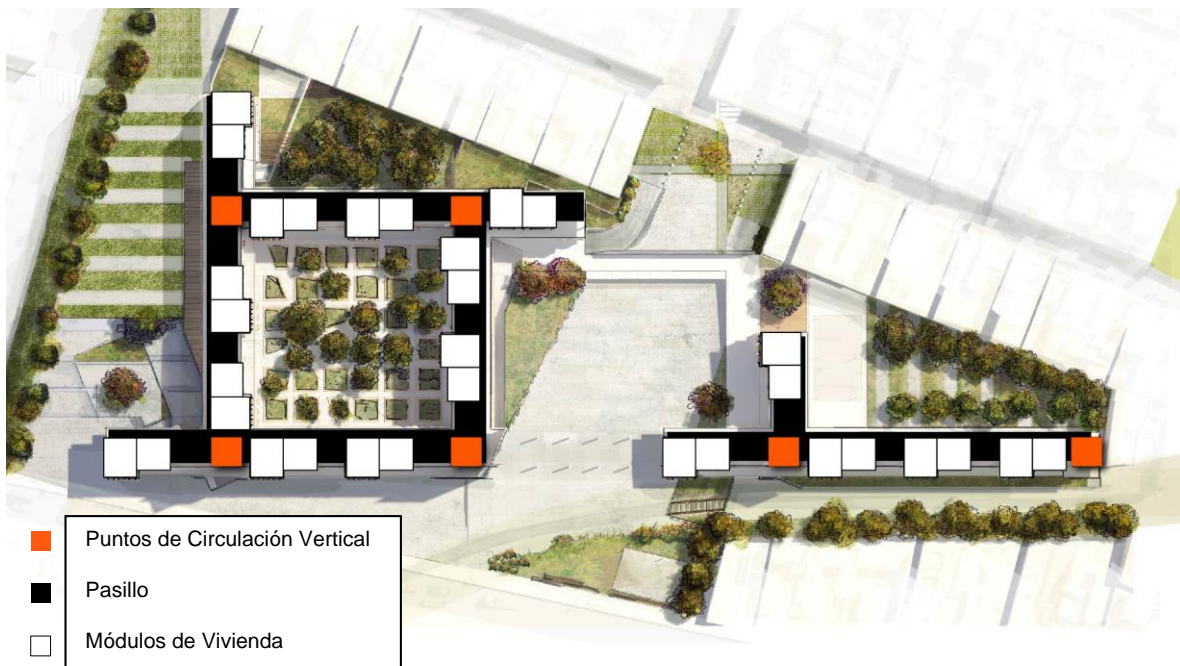 Puntos de Circulación Vertical
Pasillo
Módulos de Vivienda